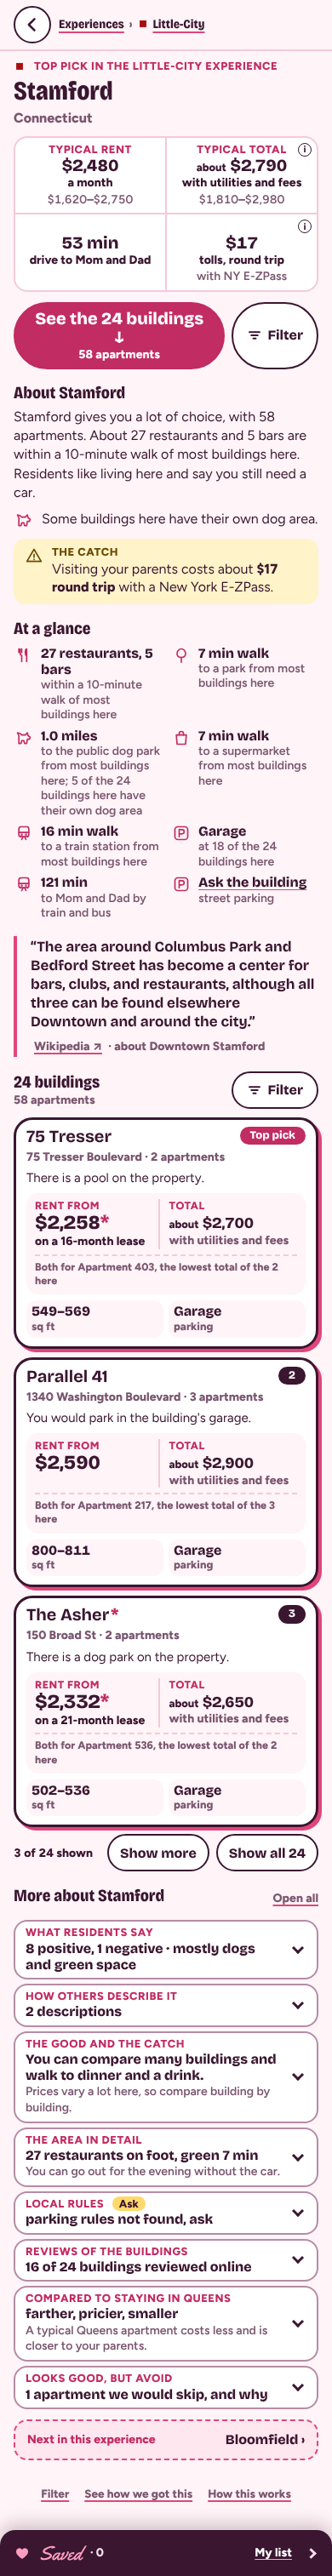 Experiences › Little-City
TOP PICK IN THE LITTLE-CITY EXPERIENCE
Stamford
Connecticut
TYPICAL RENT
$2,480
a month
$1,620–$2,750
TYPICAL TOTAL
about $2,790
with utilities and fees
$1,810–$2,980
53 min
drive to Mom and Dad
$17
tolls, round trip
with NY E-ZPass
See the 24 buildings
↓
58 apartments
Filter
About Stamford
Stamford gives you a lot of choice, with 58
apartments. About 27 restaurants and 5 bars are
within a 10-minute walk of most buildings here.
Residents like living here and say you still need a
car.
Some buildings here have their own dog area.
THE CATCH
Visiting your parents costs about $17
round trip with a New York E-ZPass.
At a glance
27 restaurants, 5
bars
within a 10-minute
walk of most
buildings here
7 min walk
to a park from most
buildings here
1.0 miles
to the public dog park
from most buildings
here; 5 of the 24
buildings here have
their own dog area
7 min walk
to a supermarket
from most buildings
here
16 min walk
to a train station from
most buildings here
Garage
at 18 of the 24
buildings here
121 min
to Mom and Dad by
train and bus
Ask the building
street parking
“The area around Columbus Park and
Bedford Street has become a center for
bars, clubs, and restaurants, although all
three can be found elsewhere
Downtown and around the city.”
Wikipedia ↗ · about Downtown Stamford
24 buildings
58 apartments
Filter
75 Tresser
Top pick
75 Tresser Boulevard · 2 apartments
There is a pool on the property.
RENT FROM
$2,258*
on a 16-month lease
TOTAL
about $2,700
with utilities and fees
Both for Apartment 403, the lowest total of the 2
here
549–569
sq ft
Garage
parking
Parallel 41
2
1340 Washington Boulevard · 3 apartments
You would park in the building's garage.
RENT FROM
$2,590
TOTAL
about $2,900
with utilities and fees
Both for Apartment 217, the lowest total of the 3
here
800–811
sq ft
Garage
parking
The Asher*
3
150 Broad St · 2 apartments
There is a dog park on the property.
RENT FROM
$2,332*
on a 21-month lease
TOTAL
about $2,650
with utilities and fees
Both for Apartment 536, the lowest total of the 2
here
502–536
sq ft
Garage
parking
3 of 24 shown
Show more
Show all 24
More about Stamford
Open all
WHAT RESIDENTS SAY
8 positive, 1 negative · mostly dogs
and green space
HOW OTHERS DESCRIBE IT
2 descriptions
THE GOOD AND THE CATCH
You can compare many buildings and
walk to dinner and a drink.
Prices vary a lot here, so compare building by
building.
THE AREA IN DETAIL
27 restaurants on foot, green 7 min
You can go out for the evening without the car.
LOCAL RULES Ask
parking rules not found, ask
REVIEWS OF THE BUILDINGS
16 of 24 buildings reviewed online
COMPARED TO STAYING IN QUEENS
farther, pricier, smaller
A typical Queens apartment costs less and is
closer to your parents.
LOOKS GOOD, BUT AVOID
1 apartment we would skip, and why
Next in this experience
Bloomfield ›
Filter
See how we got this
How this works
Saved · 0
My list